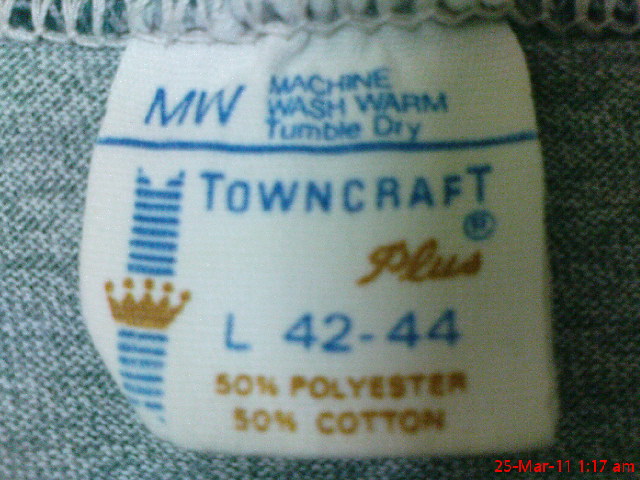 MW
MACHINE
WASH WARM
Tumble Dry
TOWNCRAFT®
Plus
L 42-44
50% POLYESTER
50% COTTON
25-Mar-11 1:17 am